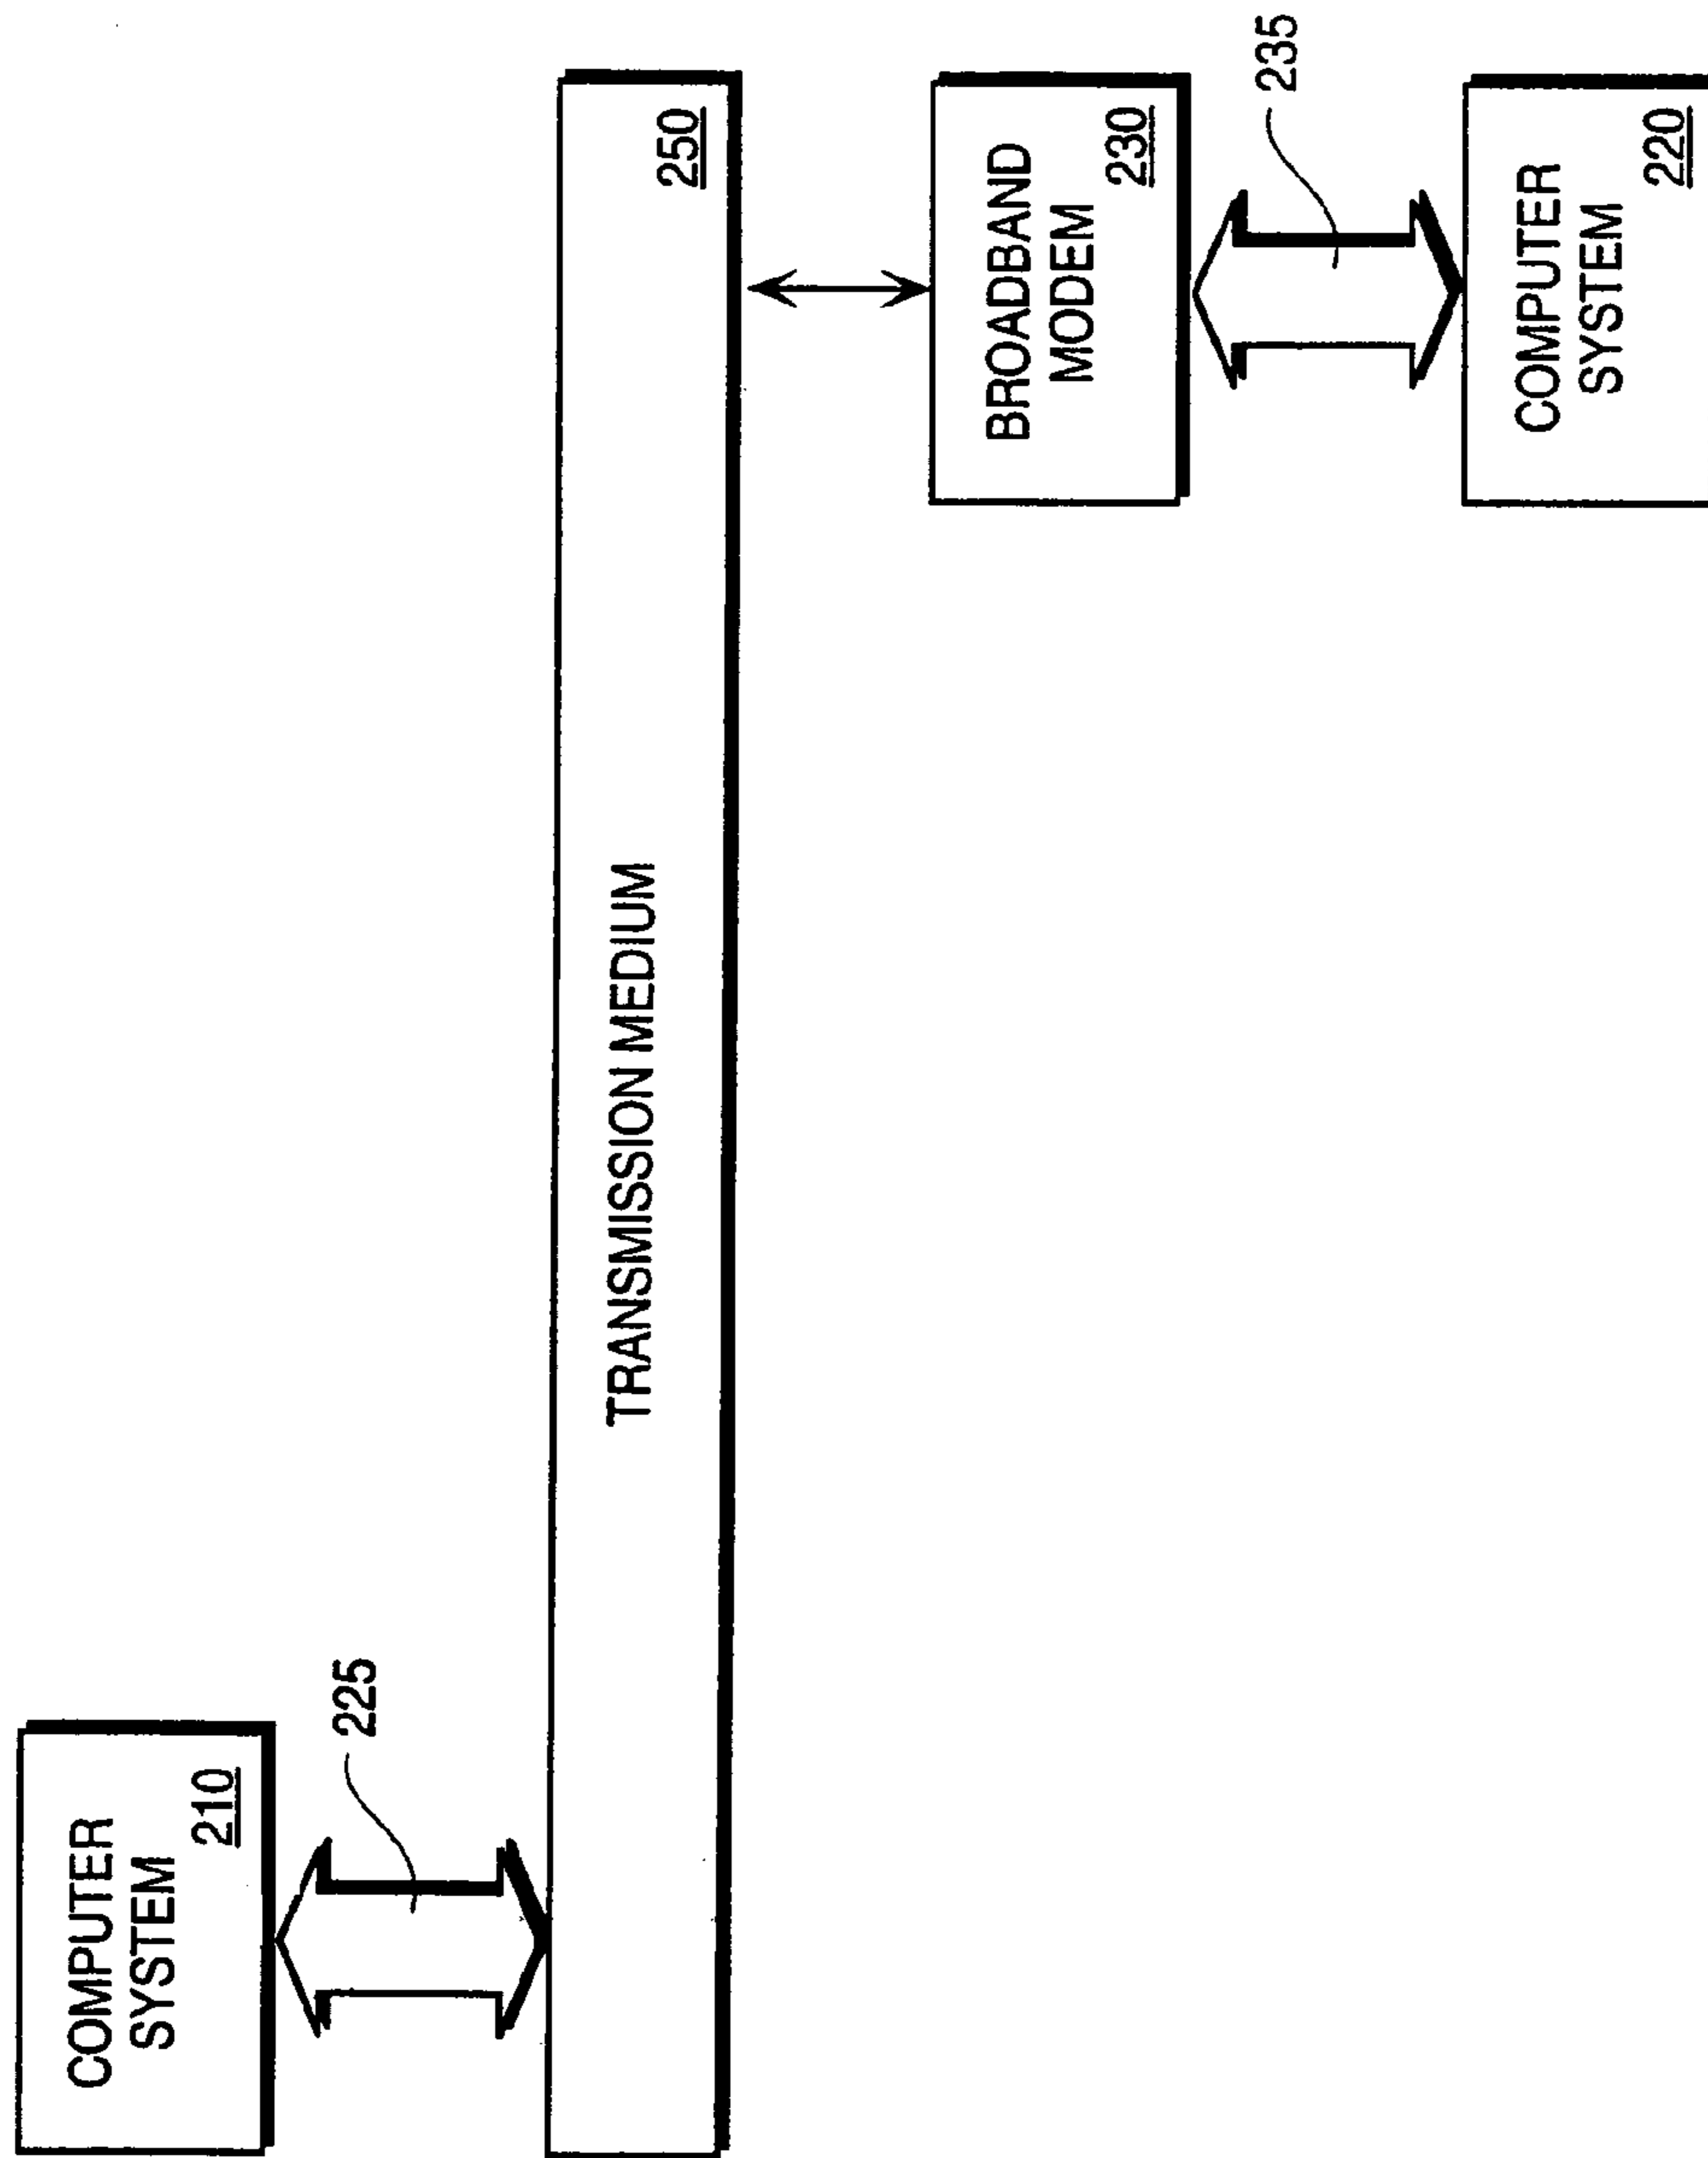 COMPUTER
SYSTEM
210
225
TRANSMISSION MEDIUM
250
BROADBAND
MODEM
230
235
COMPUTER
SYSTEM
220